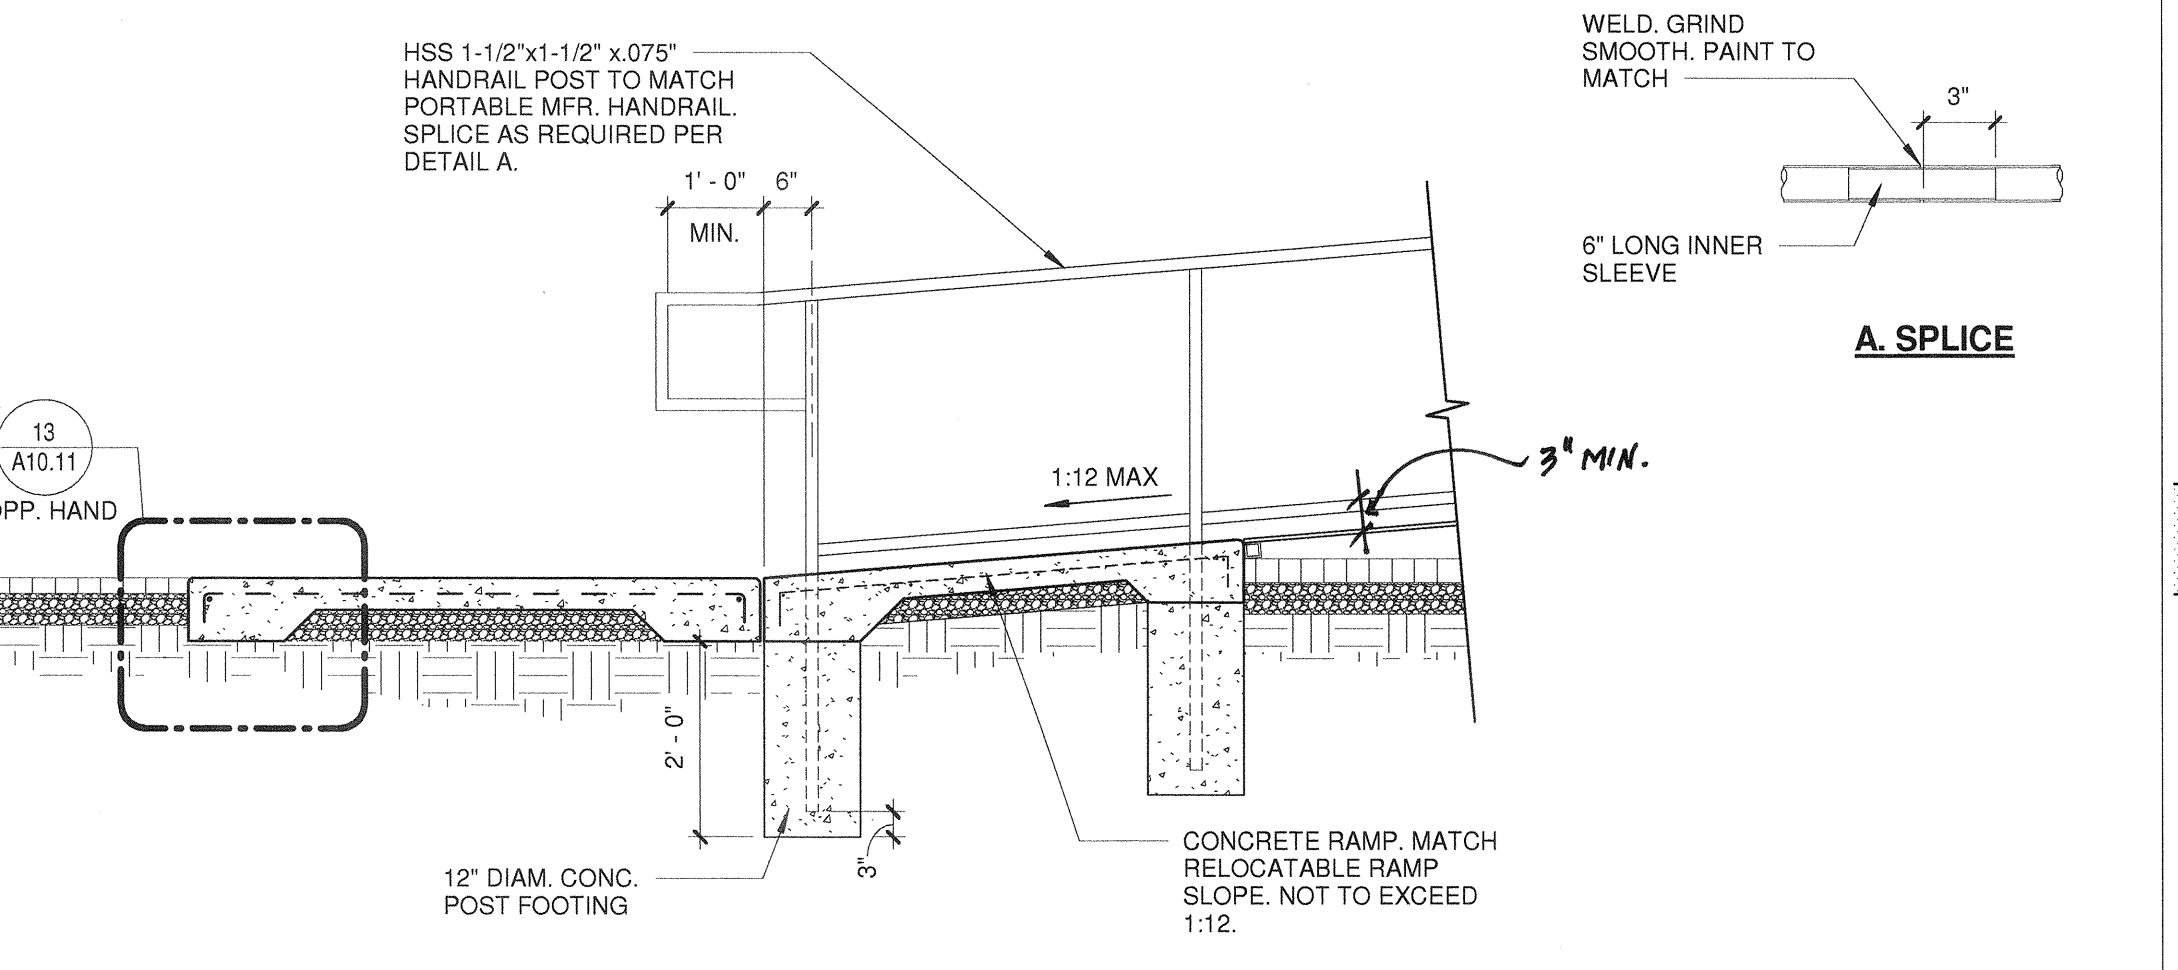 HSS 1-1/2"x1-1/2" x.075"
HANDRAIL POST TO MATCH
PORTABLE MFR. HANDRAIL.
SPLICE AS REQUIRED PER
DETAIL A.
1' - 0"
6"
MIN.
WELD. GRIND
SMOOTH. PAINT TO
MATCH
3"
6" LONG INNER
SLEEVE
A. SPLICE
13
A10.11
OPP. HAND
1:12 MAX
3" MIN.
2' - 0"
3"
12" DIAM. CONC.
POST FOOTING
CONCRETE RAMP. MATCH
RELOCATABLE RAMP
SLOPE. NOT TO EXCEED
1:12.